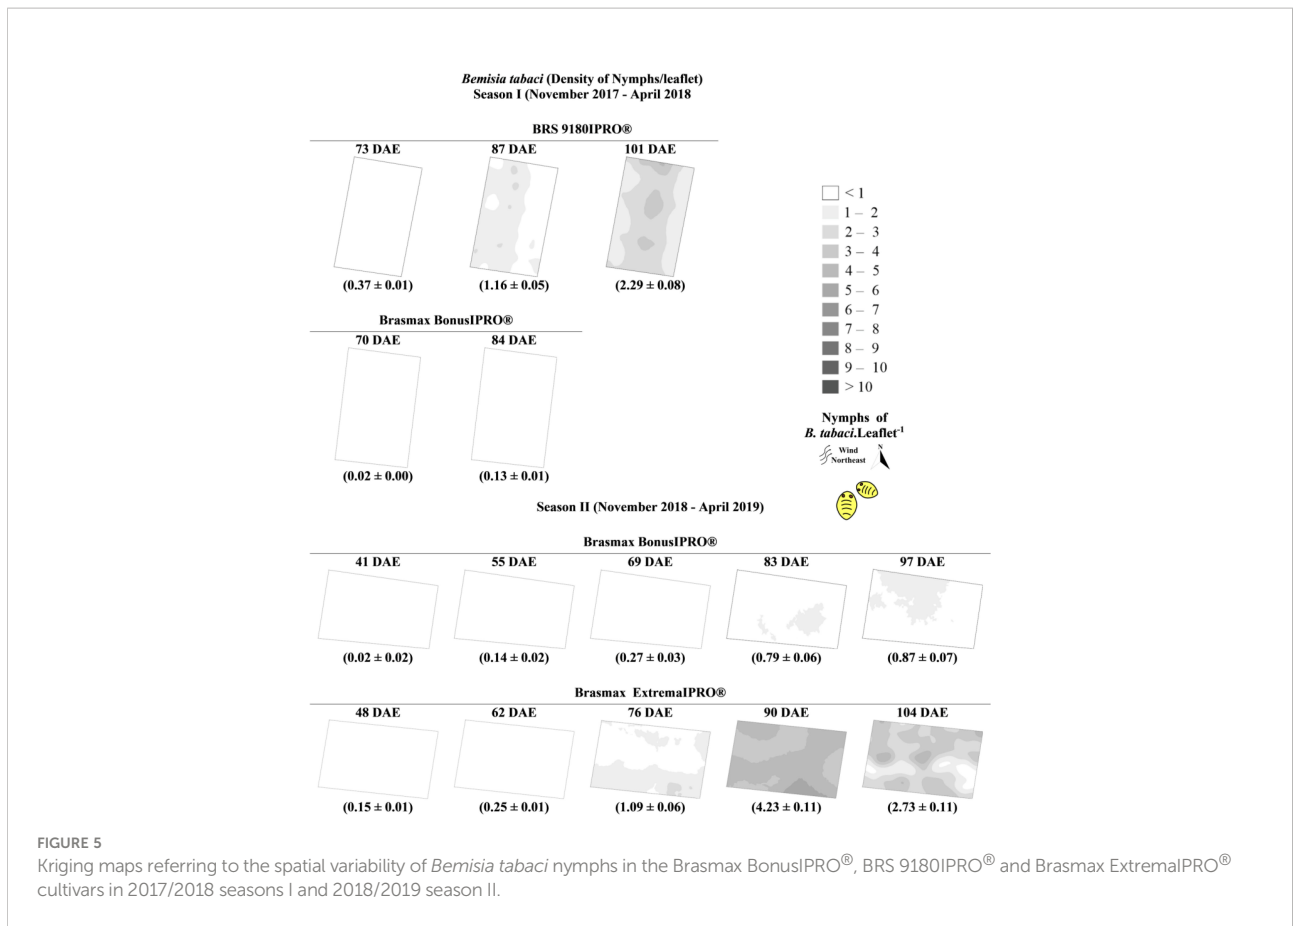 Bemisia tabaci (Density of Nymphs/leaflet)
Season I (November 2017 - April 2018
BRS 9180IPRO®
73 DAE 87 DAE 101 DAE
(0.37 ± 0.01) (1.16 ± 0.05) (2.29 ± 0.08)
Brasmax BonusIPRO®
70 DAE 84 DAE
(0.02 ± 0.00) (0.13 ± 0.01)
< 1
1 – 2
2 – 3
3 – 4
4 – 5
5 – 6
6 – 7
7 – 8
8 – 9
9 – 10
> 10
Nymphs of
B. tabaci.Leaflet⁻¹
Wind N
Northeast
Season II (November 2018 - April 2019)
Brasmax BonusIPRO®
41 DAE 55 DAE 69 DAE 83 DAE 97 DAE
(0.02 ± 0.02) (0.14 ± 0.02) (0.27 ± 0.03) (0.79 ± 0.06) (0.87 ± 0.07)
Brasmax ExtremaIPRO®
48 DAE 62 DAE 76 DAE 90 DAE 104 DAE
(0.15 ± 0.01) (0.25 ± 0.01) (1.09 ± 0.06) (4.23 ± 0.11) (2.73 ± 0.11)
FIGURE 5
Kriging maps referring to the spatial variability of Bemisia tabaci nymphs in the Brasmax BonusIPRO®, BRS 9180IPRO® and Brasmax ExtremaIPRO®
cultivars in 2017/2018 seasons I and 2018/2019 season II.